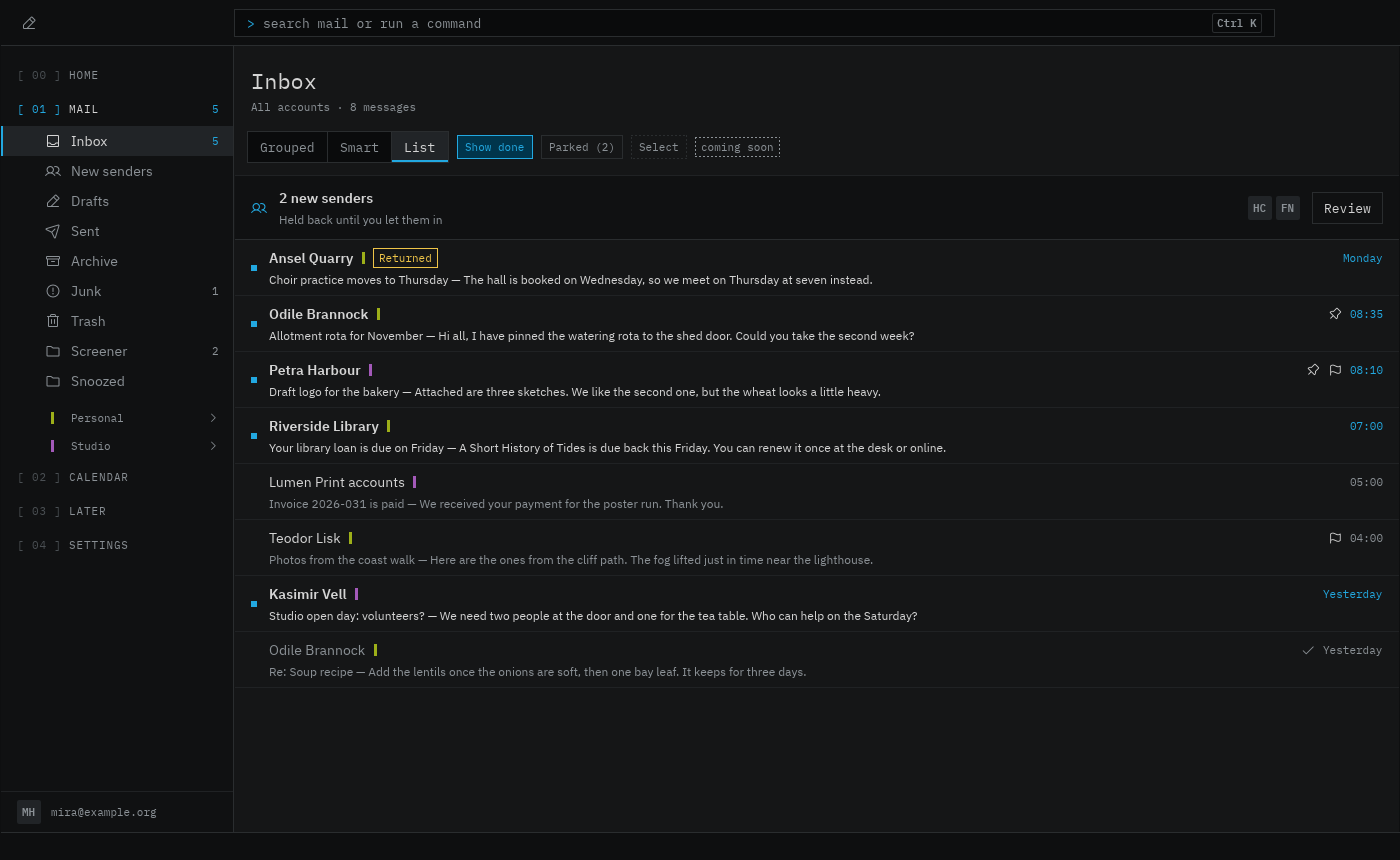 > search mail or run a command Ctrl K
[ 00 ] HOME
[ 01 ] MAIL 5
Inbox 5
New senders
Drafts
Sent
Archive
Junk 1
Trash
Screener 2
Snoozed
Personal
Studio
[ 02 ] CALENDAR
[ 03 ] LATER
[ 04 ] SETTINGS
MH mira@example.org
Inbox
All accounts · 8 messages
Grouped Smart List Show done Parked (2) Select coming soon
2 new senders
Held back until you let them in
HC FN Review
Ansel Quarry Returned Monday
Choir practice moves to Thursday — The hall is booked on Wednesday, so we meet on Thursday at seven instead.
Odile Brannock 08:35
Allotment rota for November — Hi all, I have pinned the watering rota to the shed door. Could you take the second week?
Petra Harbour 08:10
Draft logo for the bakery — Attached are three sketches. We like the second one, but the wheat looks a little heavy.
Riverside Library 07:00
Your library loan is due on Friday — A Short History of Tides is due back this Friday. You can renew it once at the desk or online.
Lumen Print accounts 05:00
Invoice 2026-031 is paid — We received your payment for the poster run. Thank you.
Teodor Lisk 04:00
Photos from the coast walk — Here are the ones from the cliff path. The fog lifted just in time near the lighthouse.
Kasimir Vell Yesterday
Studio open day: volunteers? — We need two people at the door and one for the tea table. Who can help on the Saturday?
Odile Brannock Yesterday
Re: Soup recipe — Add the lentils once the onions are soft, then one bay leaf. It keeps for three days.